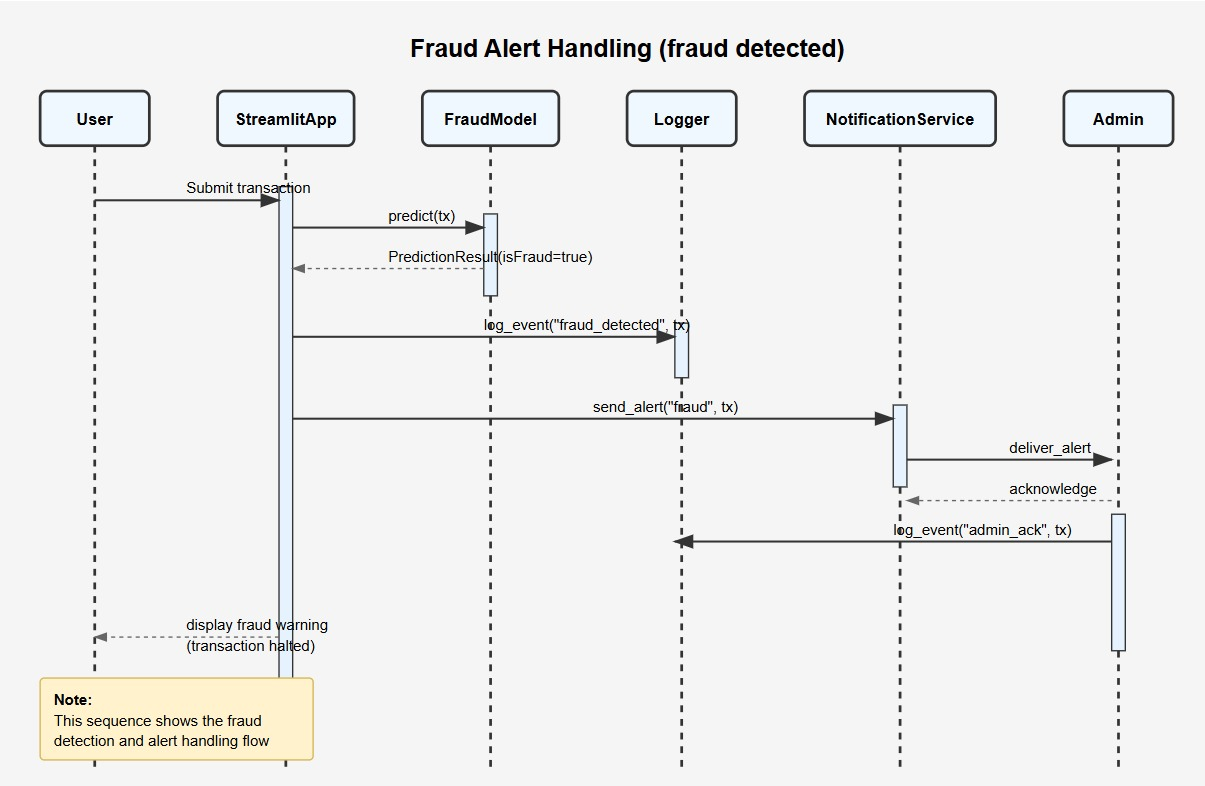 Fraud Alert Handling (fraud detected)
User
StreamlitApp
FraudModel
Logger
NotificationService
Admin
Submit transaction
predict(tx)
PredictionResult(isFraud=true)
log_event("fraud_detected", tx)
send_alert("fraud", tx)
deliver_alert
acknowledge
log_event("admin_ack", tx)
display fraud warning
(transaction halted)
Note:
This sequence shows the fraud
detection and alert handling flow